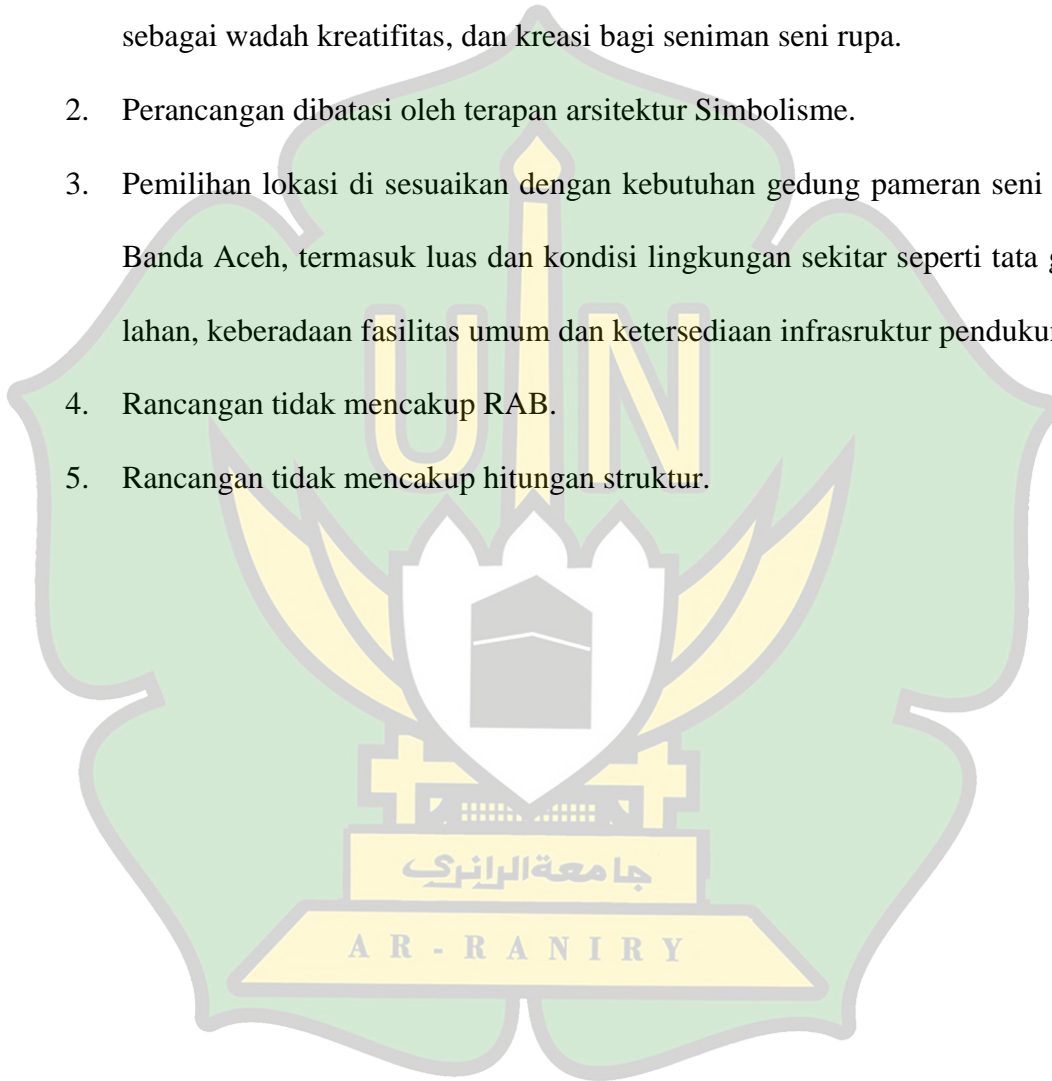 sebagai wadah kreatifitas, dan kreasi bagi seniman seni rupa.
2. Perancangan dibatasi oleh terapan arsitektur Simbolisme.
3. Pemilihan lokasi di sesuaikan dengan kebutuhan gedung pameran seni
Banda Aceh, termasuk luas dan kondisi lingkungan sekitar seperti tata
lahan, keberadaan fasilitas umum dan ketersediaan infrasruktur
4. Rancangan tidak mencakup RAB.
5. Rancangan tidak mencakup hitungan struktur.
UIN
جامعةالرانري
AR-RANIRY